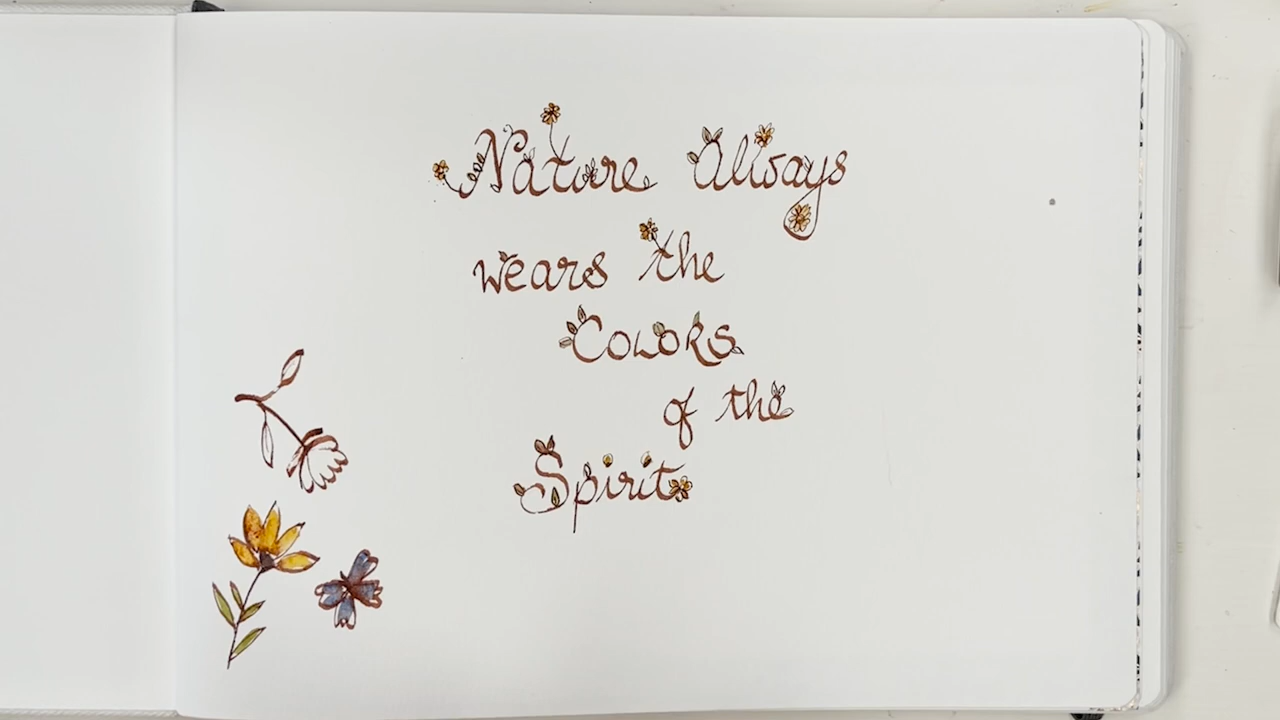 Nature Always
wears the
Colors
of the
Spirit